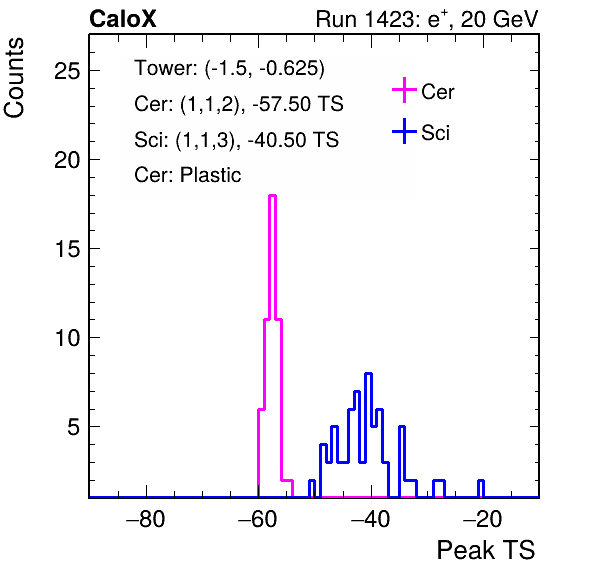 CaloX Run 1423: e+, 20 GeV
Counts
Tower: (-1.5, -0.625)
Cer: (1,1,2), -57.50 TS
Sci: (1,1,3), -40.50 TS
Cer: Plastic
Cer
Sci
25
20
15
10
5
−80 −60 −40 −20
Peak TS